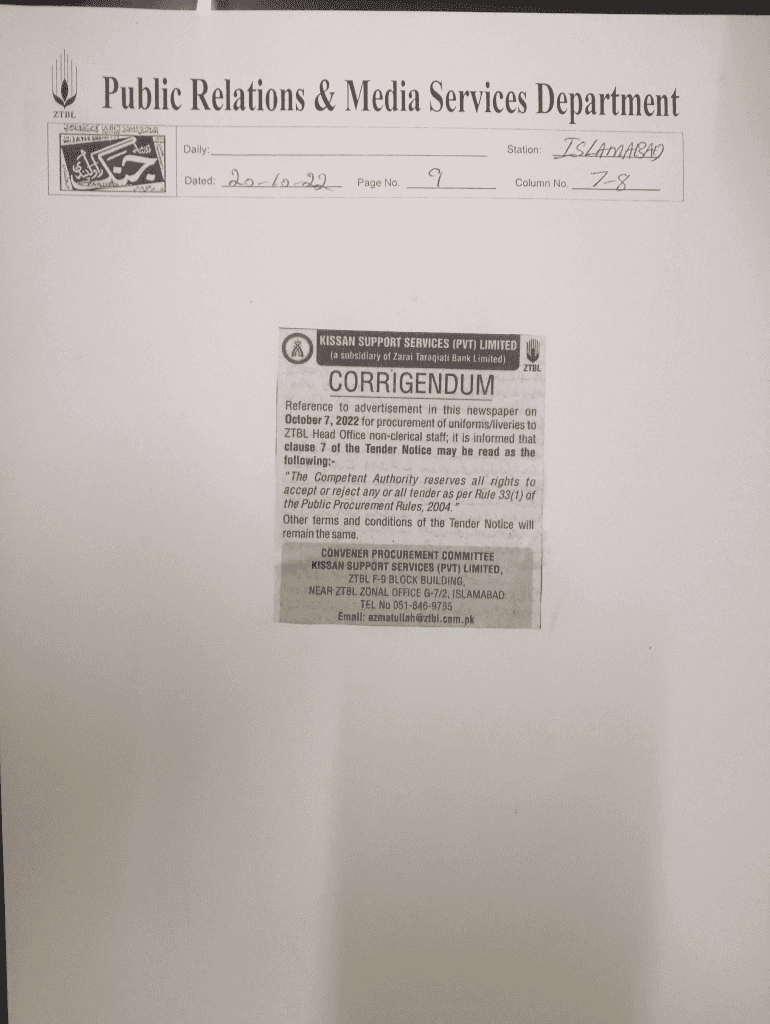 ZTBL
Public Relations & Media Services Department
جنگ
راولپنڈی
Daily:
Station: ISLAMABAD
Dated: 20-10-22 Page No. 9 Column No. 7-8
KISSAN SUPPORT SERVICES (PVT) LIMITED
(a subsidiary of Zarai Taraqiati Bank Limited)
ZTBL
CORRIGENDUM
Reference to advertisement in this newspaper on
October 7, 2022 for procurement of uniforms/liveries to
ZTBL Head Office non-clerical staff; it is informed that
clause 7 of the Tender Notice may be read as the
following:-
"The Competent Authority reserves all rights to
accept or reject any or all tender as per Rule 33(1) of
the Public Procurement Rules, 2004."
Other terms and conditions of the Tender Notice will
remain the same.
CONVENER PROCUREMENT COMMITTEE
KISSAN SUPPORT SERVICES (PVT) LIMITED,
ZTBL F-9 BLOCK BUILDING,
NEAR ZTBL ZONAL OFFICE G-7/2, ISLAMABAD
TEL No 051-846-9785
Email: azmatullah@ztbl.com.pk